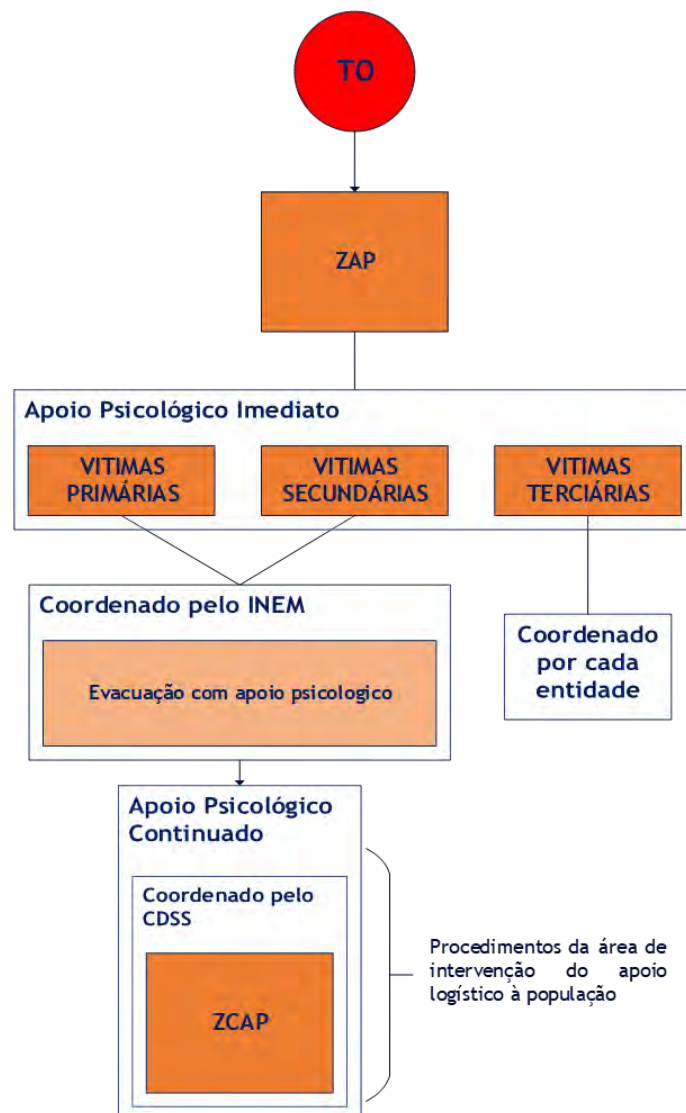 TO
ZAP
Apoio Psicológico Imediato
VITIMAS
PRIMÁRIAS
VITIMAS
SECUNDÁRIAS
VITIMAS
TERCIÁRIAS
Coordenado pelo INEM
Evacuação com apoio psicologico
Coordenado
por cada
entidade
Apoio Psicológico
Continuado
Coordenado pelo
CDSS
ZCAP
Procedimentos da área de
intervenção do apoio
logístico à população